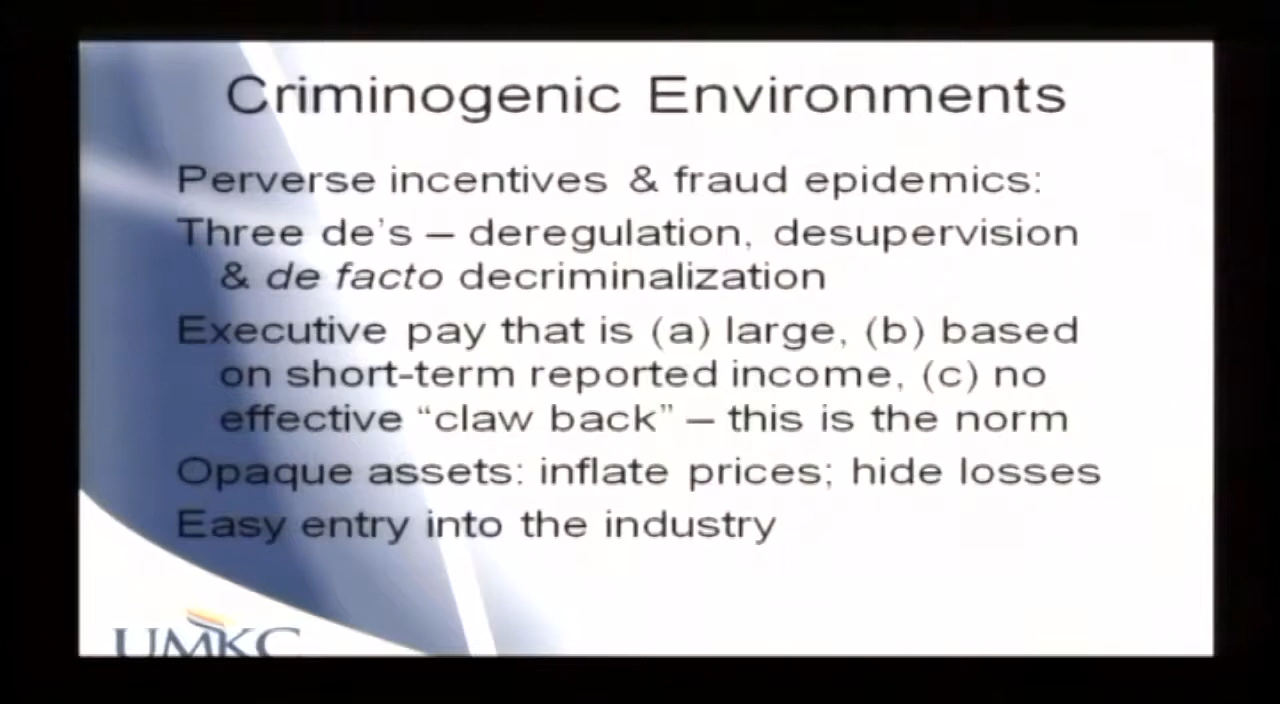 Criminogenic Environments
Perverse incentives & fraud epidemics:
Three de's – deregulation, desupervision
& de facto decriminalization
Executive pay that is (a) large, (b) based
on short-term reported income, (c) no
effective “claw back” – this is the norm
Opaque assets: inflate prices; hide losses
Easy entry into the industry
UMKC